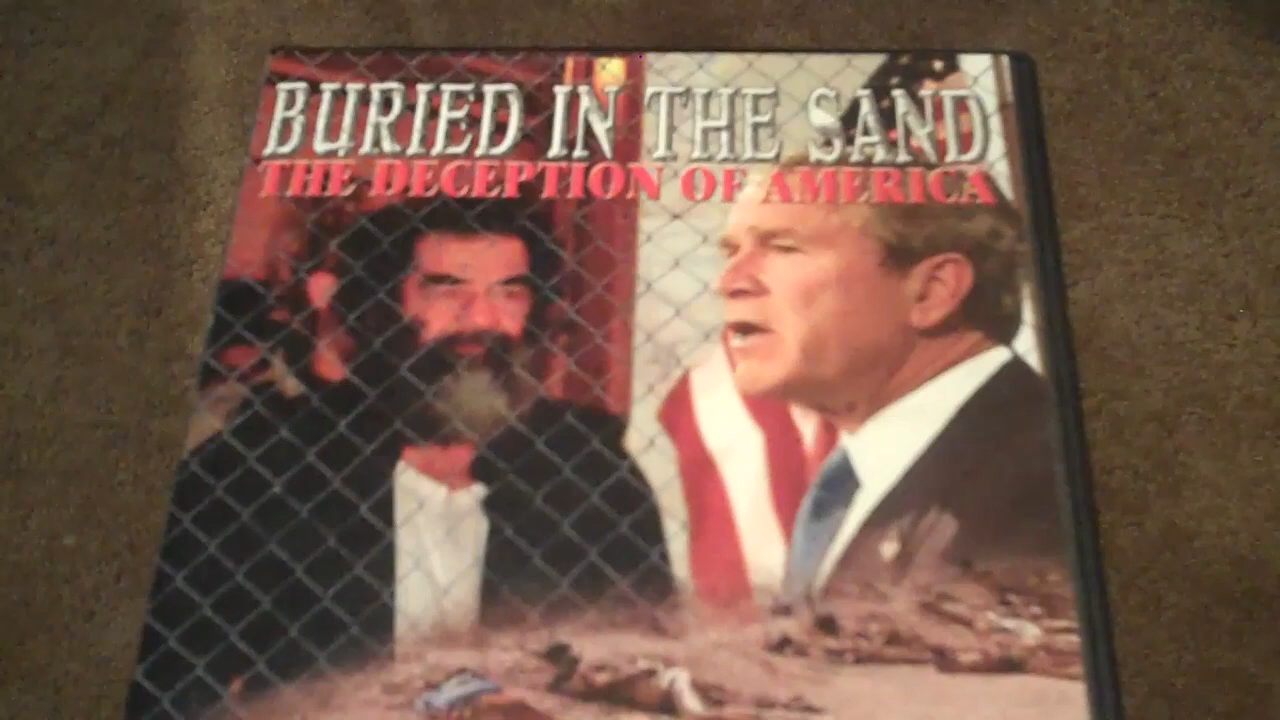 BURIED IN THE SAND
THE DECEPTION OF AMERICA